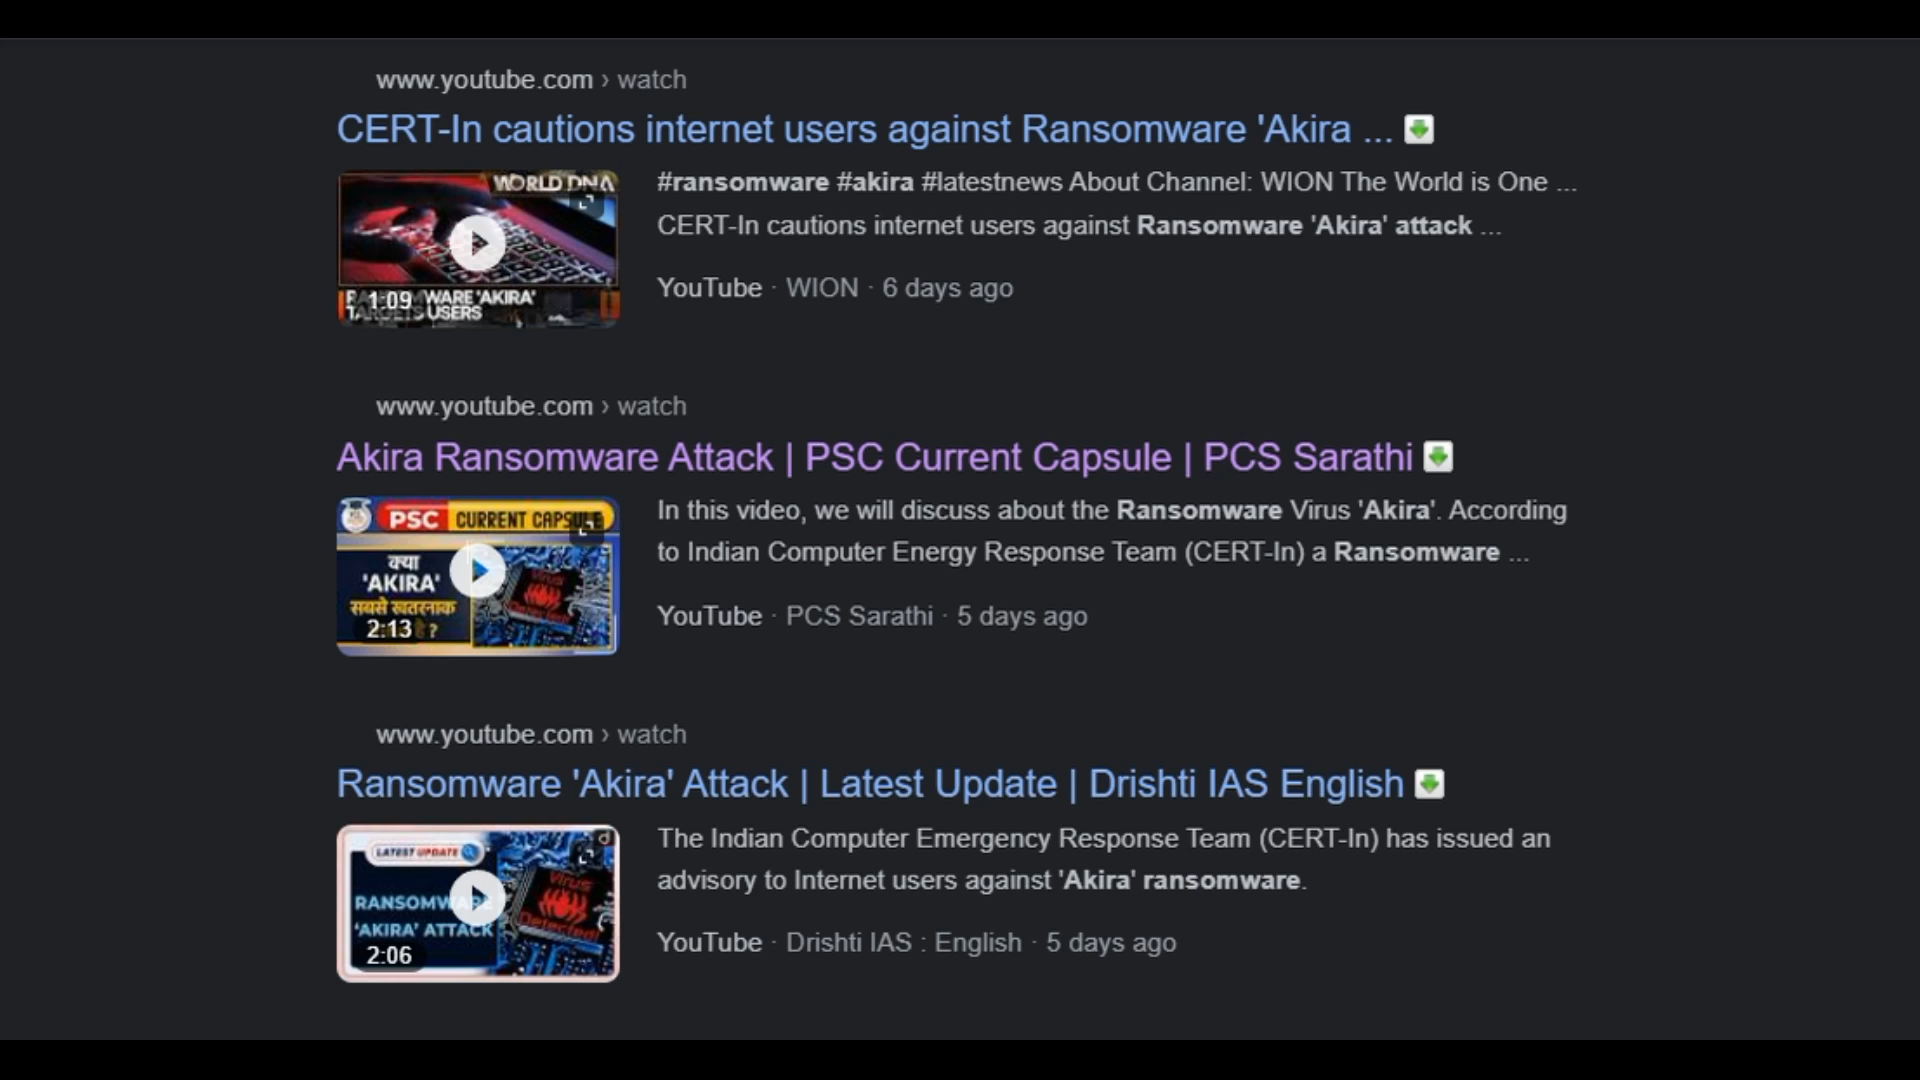 www.youtube.com › watch
CERT-In cautions internet users against Ransomware 'Akira ...
WORLD DNA
1:09
WARE 'AKIRA'
USERS
#ransomware #akira #latestnews About Channel: WION The World is One ...
CERT-In cautions internet users against Ransomware 'Akira' attack ...
YouTube · WION · 6 days ago
www.youtube.com › watch
Akira Ransomware Attack | PSC Current Capsule | PCS Sarathi
PSC CURRENT CAPSULE
क्या
'AKIRA'
सबसे खतरनाक
2:13 ?
Virus
Detected!
In this video, we will discuss about the Ransomware Virus 'Akira'. According
to Indian Computer Energy Response Team (CERT-In) a Ransomware ...
YouTube · PCS Sarathi · 5 days ago
www.youtube.com › watch
Ransomware 'Akira' Attack | Latest Update | Drishti IAS English
LATEST UPDATE
RANSOMWARE
'AKIRA' ATTACK
2:06
Virus
Detected!
The Indian Computer Emergency Response Team (CERT-In) has issued an
advisory to Internet users against 'Akira' ransomware.
YouTube · Drishti IAS : English · 5 days ago